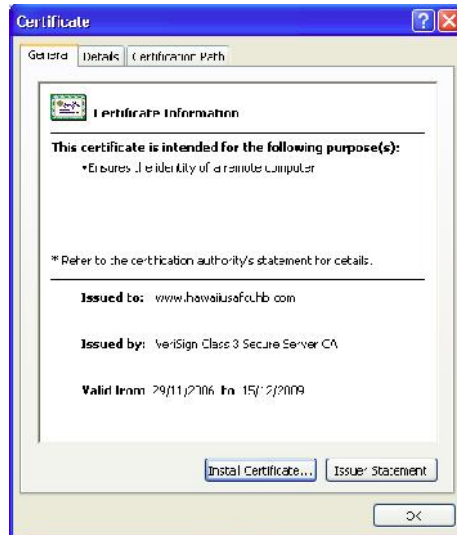 Certificate
General Details Certification Path
Certificate Information
This certificate is intended for the following purpose(s):
•Ensures the identity of a remote computer
* Refer to the certification authority's statement for details.
Issued to: www.hawaiiusafcuhb.com
Issued by: VeriSign Class 3 Secure Server CA
Valid from 29/11/2006 to 15/12/2009
Install Certificate... Issuer Statement
OK